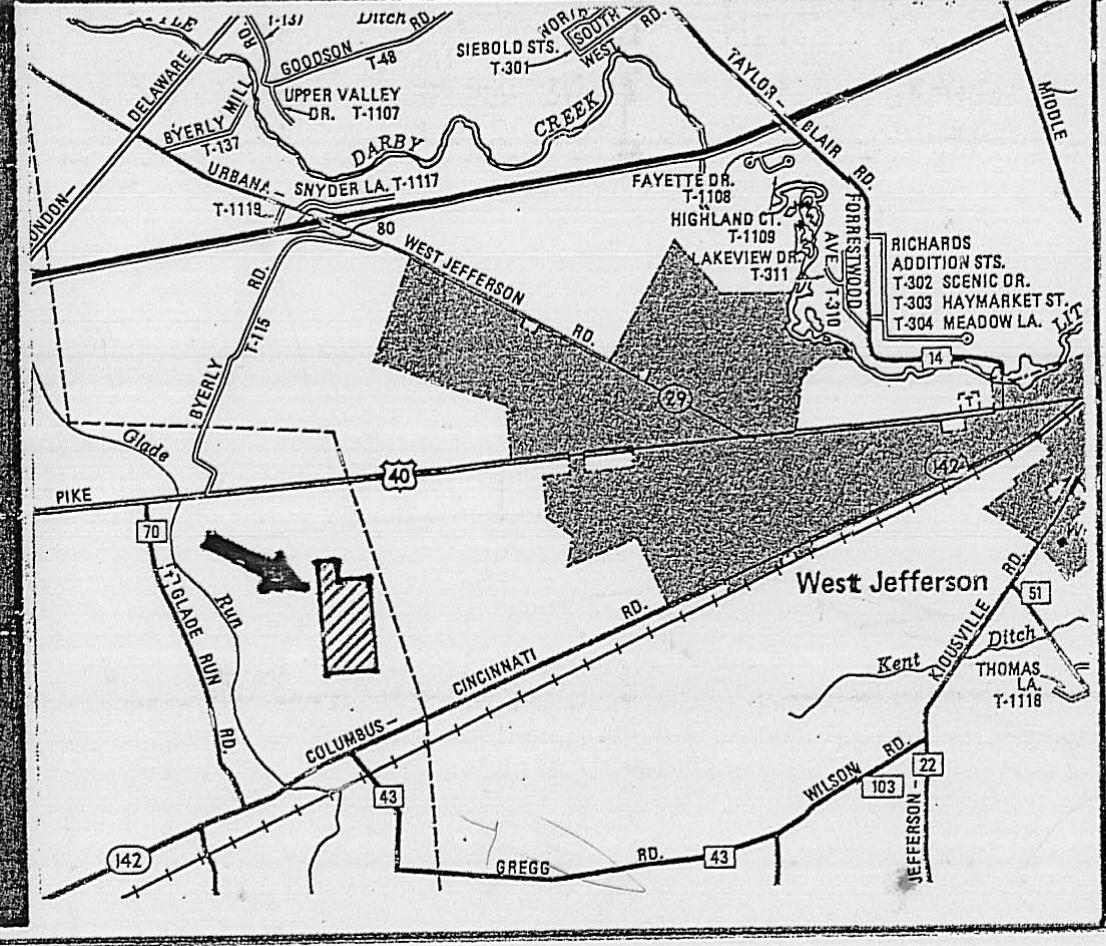 T-137
Ditch
RD.
GOODSON
T-48
RD.
DELAWARE
LONDON-
BYERLY MILL
T-137
UPPER VALLEY
DR. T-1107
NORTH
SOUTH
WEST
RD.
SIEBOLD STS.
T-301
TAYLOR-
BLAIR
RD.
MIDDLE
DARBY
CREEK
URBANA-
SNYDER LA. T-1117
T-1119
80
WEST JEFFERSON
RD.
FAYETTE DR.
T-1108
HIGHLAND CT.
T-1109
LAKEVIEW DR.
T-311
FORRESTWOOD
AVE. T-310
RICHARDS
ADDITION STS.
T-302 SCENIC DR.
T-303 HAYMARKET ST.
T-304 MEADOW LA.
LIT
14
BYERLY
T-115
RD.
29
T
Glade
40
142
PIKE
70
T
GLADE
RUN
RD.
Run
West Jefferson
RD.
51
KIOUSVILLE
Kent
Ditch
THOMAS
LA.
T-1118
COLUMBUS-
CINCINNATI
RD.
43
WILSON
RD.
103
22
JEFFERSON-
142
GREGG
RD.
43